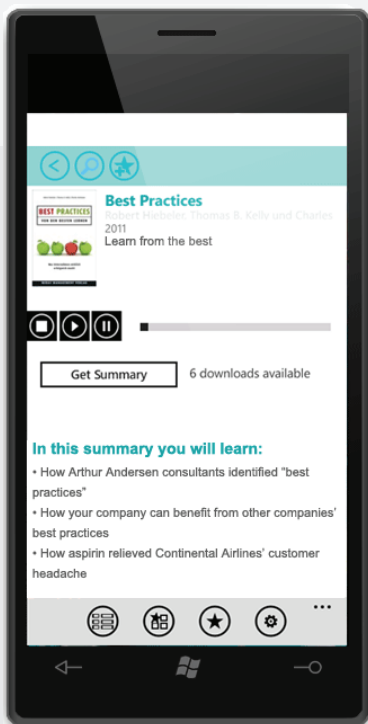 BEST PRACTICES
Best Practices
Robert Hiebeler, Thomas B. Kelly und Charles
2011
Learn from the best
Get Summary
6 downloads available
In this summary you will learn:
• How Arthur Andersen consultants identified "best
practices"
• How your company can benefit from other companies'
best practices
• How aspirin relieved Continental Airlines' customer
headache